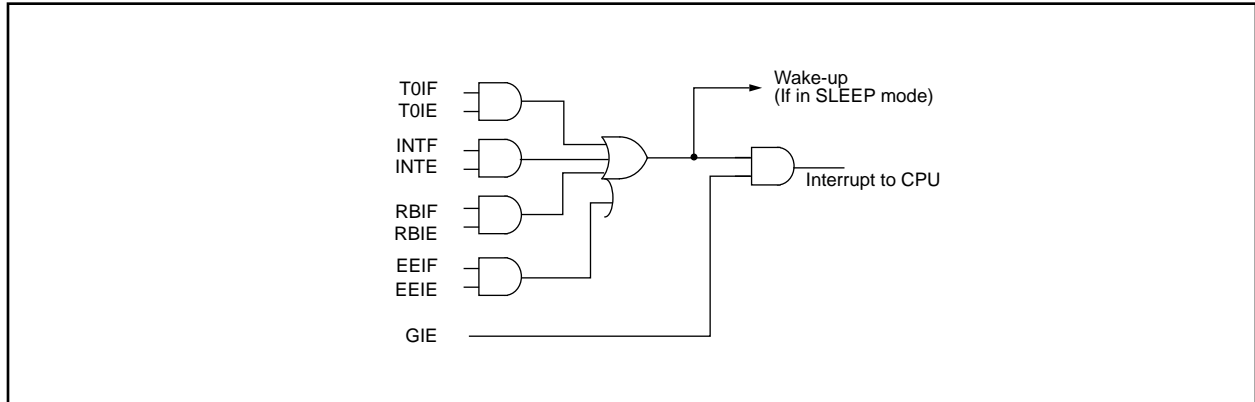 T0IF
T0IE
INTF
INTE
RBIF
RBIE
EEIF
EEIE
GIE
Wake-up
(If in SLEEP mode)
Interrupt to CPU